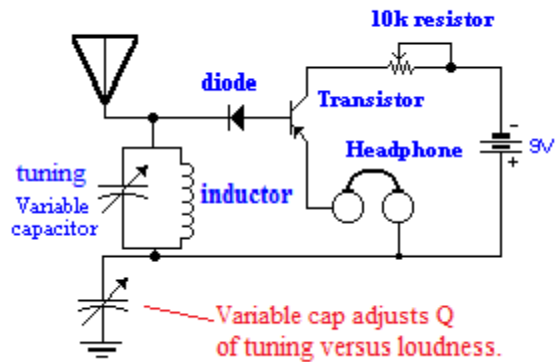 10k resistor
diode
Transistor
-
9V
+
Headphone
tuning
Variable
capacitor
inductor
Variable cap adjusts Q
of tuning versus loudness.